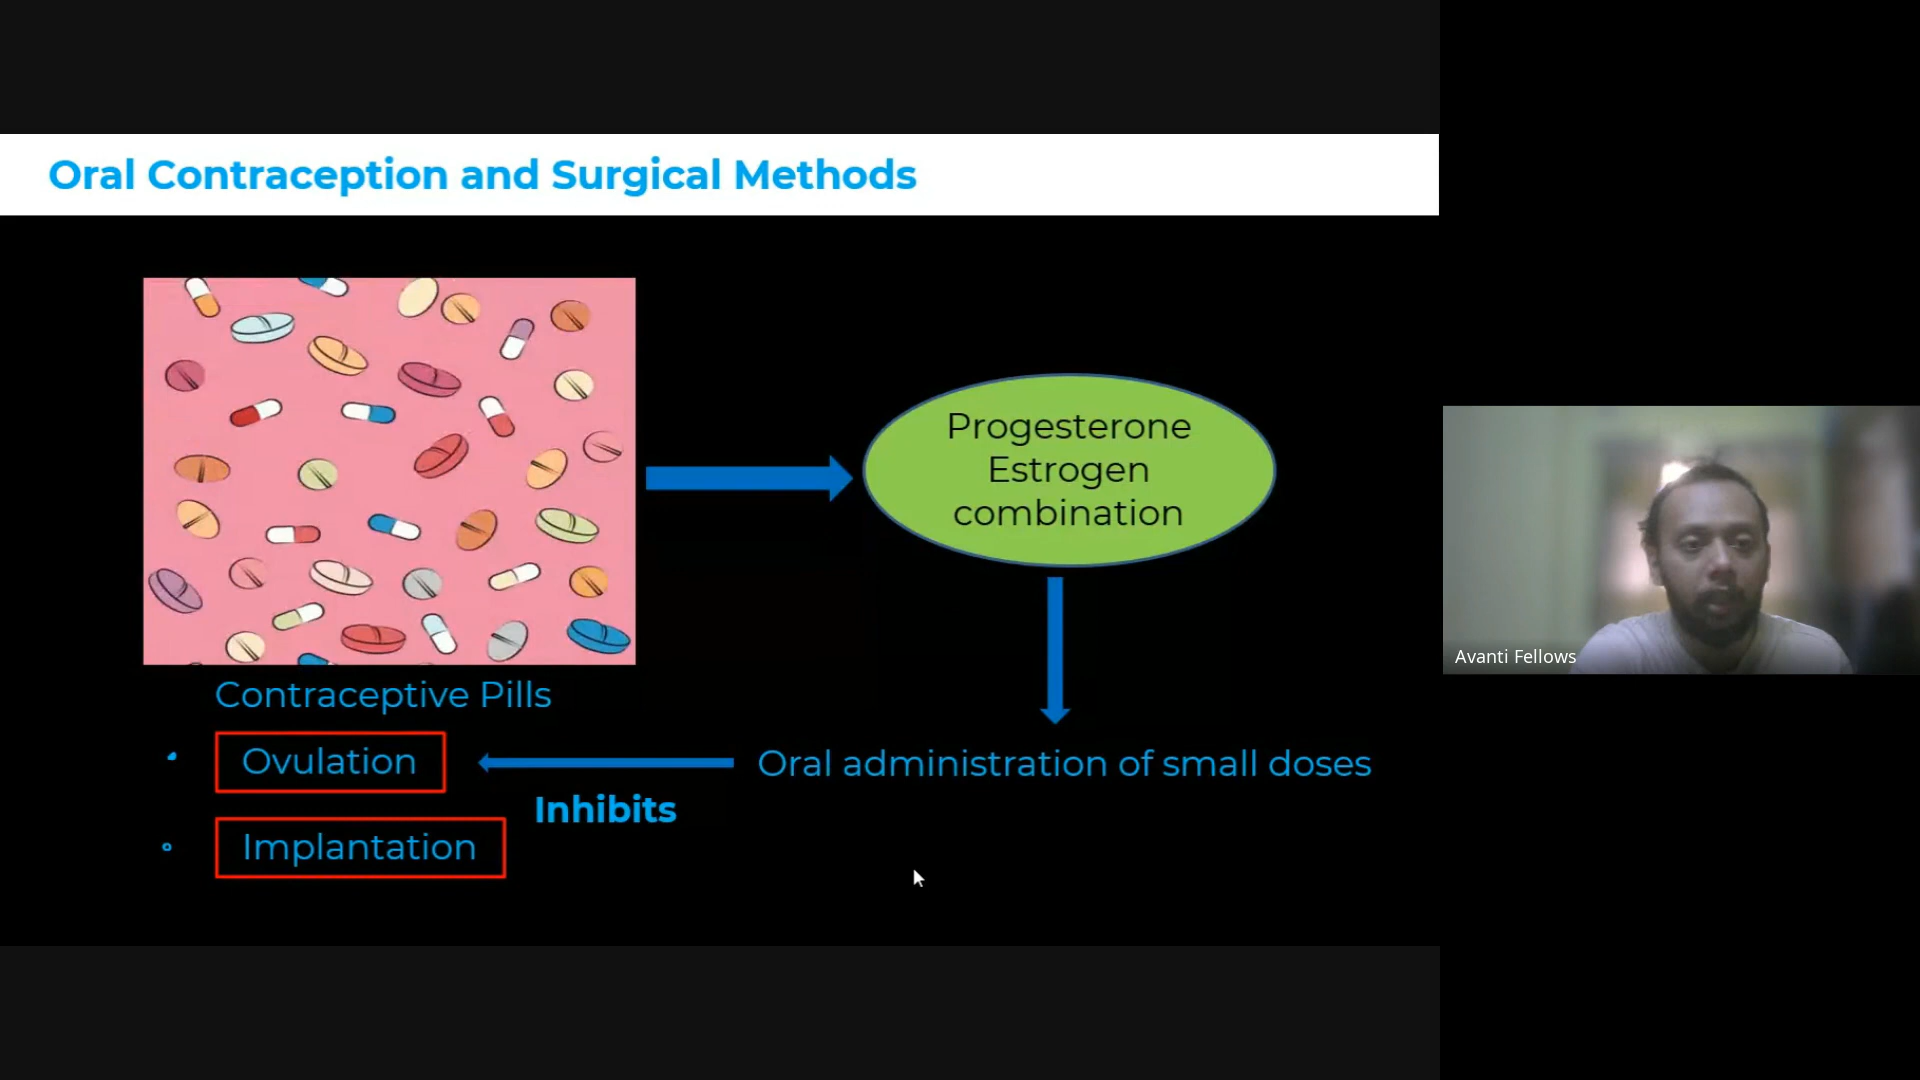 Oral Contraception and Surgical Methods
Progesterone
Estrogen
combination
Contraceptive Pills
Ovulation
Oral administration of small doses
Inhibits
Implantation
Avanti Fellows